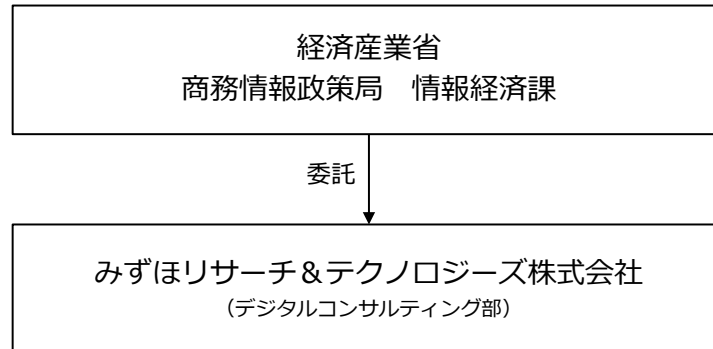 経済産業省
商務情報政策局　情報経済課
委託
みずほリサーチ＆テクノロジーズ株式会社
（デジタルコンサルティング部）